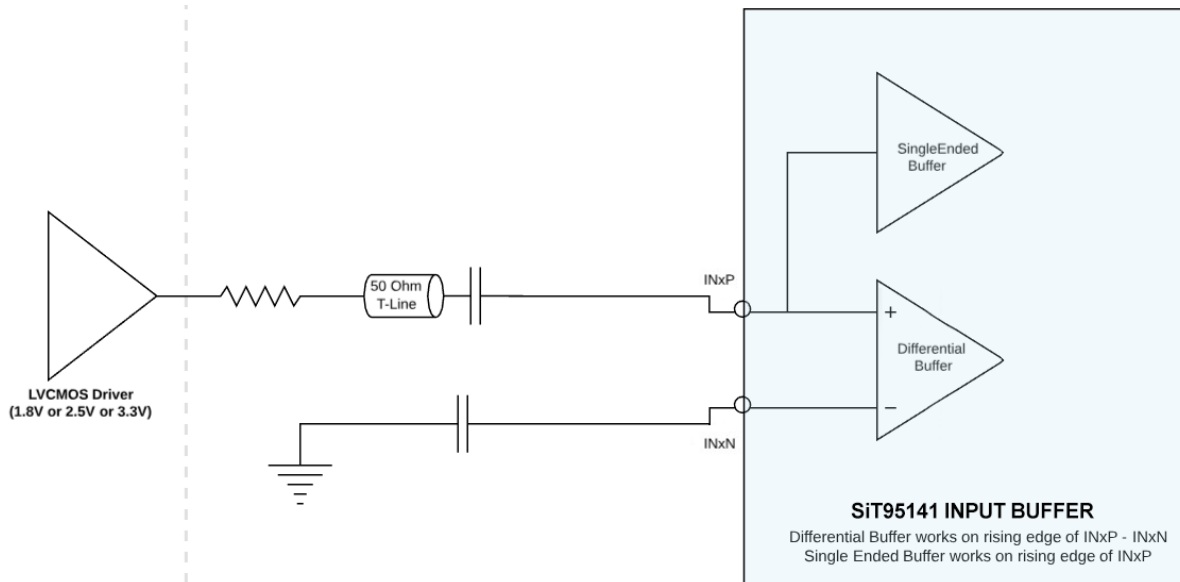 SingleEnded
Buffer
INxP
50 Ohm
T-Line
+
Differential
Buffer
−
LVCMOS Driver
(1.8V or 2.5V or 3.3V)
INxN
SiT95141 INPUT BUFFER
Differential Buffer works on rising edge of INxP - INxN
Single Ended Buffer works on rising edge of INxP